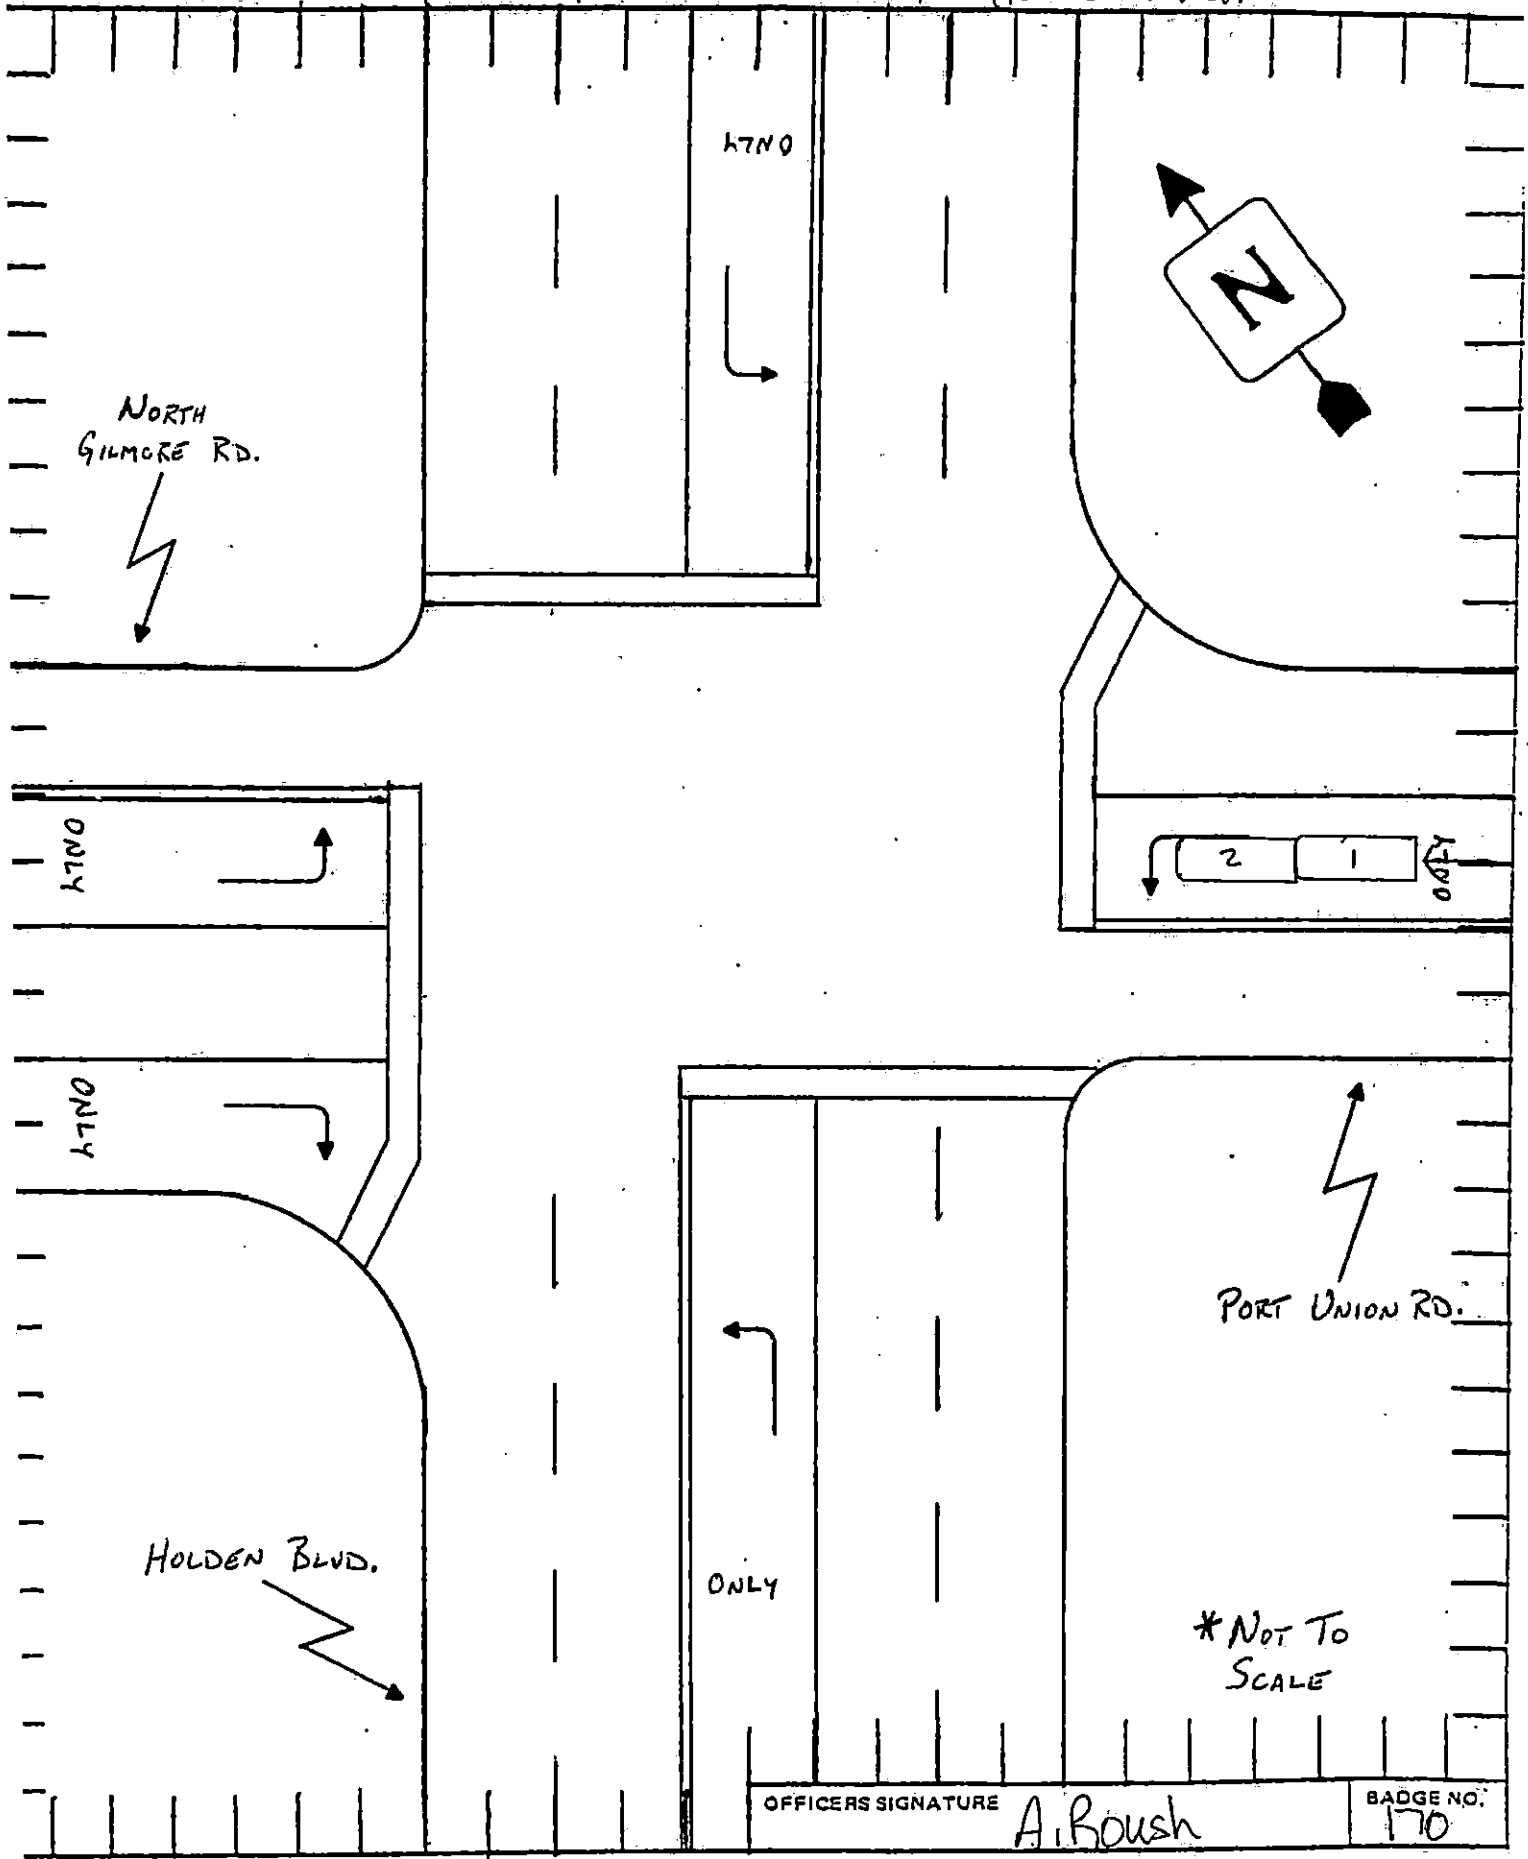 ONLY
N
NORTH
GILMORE RD.
ONLY
2 1 ONLY
ONLY
PORT UNION RD.
HOLDEN BLVD.
ONLY
* NOT TO
SCALE
OFFICERS SIGNATURE A. Roush
BADGE NO. 170